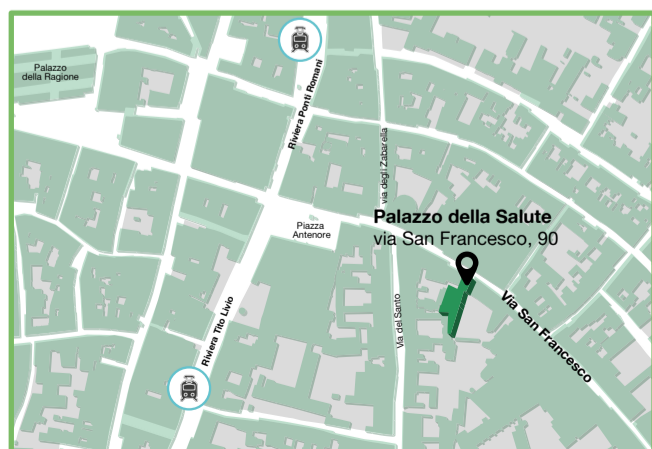 Palazzo
della Ragione
Riviera Ponti Romani
via degli Zabarella
Palazzo della Salute
via San Francesco, 90
Piazza
Antenore
Riviera Tito Livio
Via del Santo
Via San Francesco